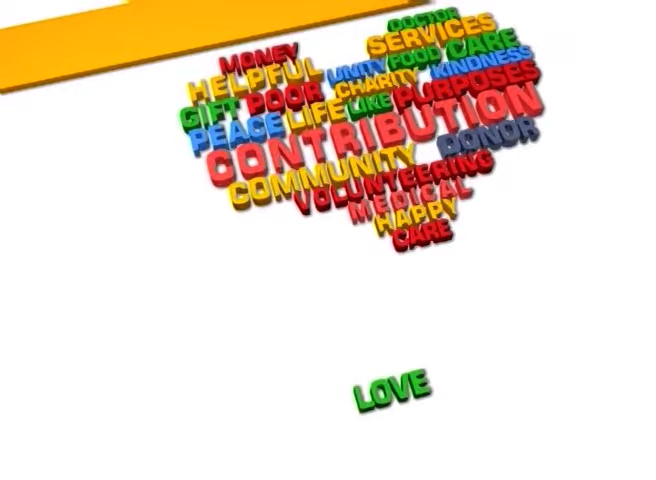 DOCTOR
SERVICES
MONEY
HELPFUL UNITY FOOD CARE
CHARITY KINDNESS
GIFT POOR LIFE LIKE PURPOSES
PEACE
CONTRIBUTION
COMMUNITY DONOR
VOLUNTEERING
MEDICAL
HAPPY
CARE
LOVE